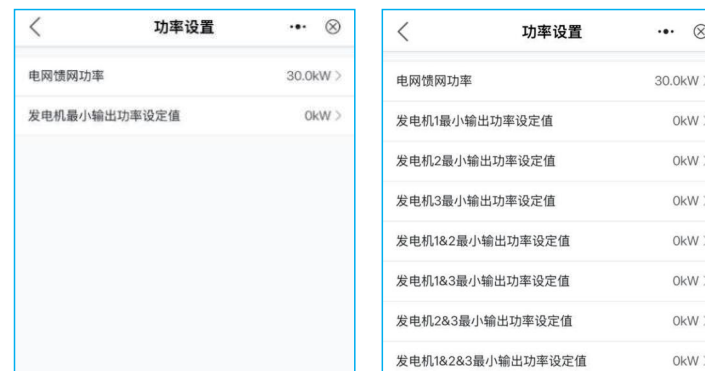 功率设置
电网馈网功率 30.0kW
发电机最小输出功率设定值 0kW
功率设置
电网馈网功率 30.0kW
发电机1最小输出功率设定值 0kW
发电机2最小输出功率设定值 0kW
发电机3最小输出功率设定值 0kW
发电机1&2最小输出功率设定值 0kW
发电机1&3最小输出功率设定值 0kW
发电机2&3最小输出功率设定值 0kW
发电机1&2&3最小输出功率设定值 0kW